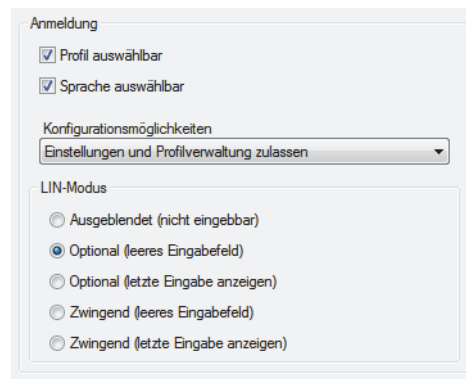 Anmeldung
Profil auswählbar
Sprache auswählbar
Konfigurationsmöglichkeiten
Einstellungen und Profilverwaltung zulassen
LIN-Modus
Ausgeblendet (nicht eingebbar)
Optional (leeres Eingabefeld)
Optional (letzte Eingabe anzeigen)
Zwingend (leeres Eingabefeld)
Zwingend (letzte Eingabe anzeigen)